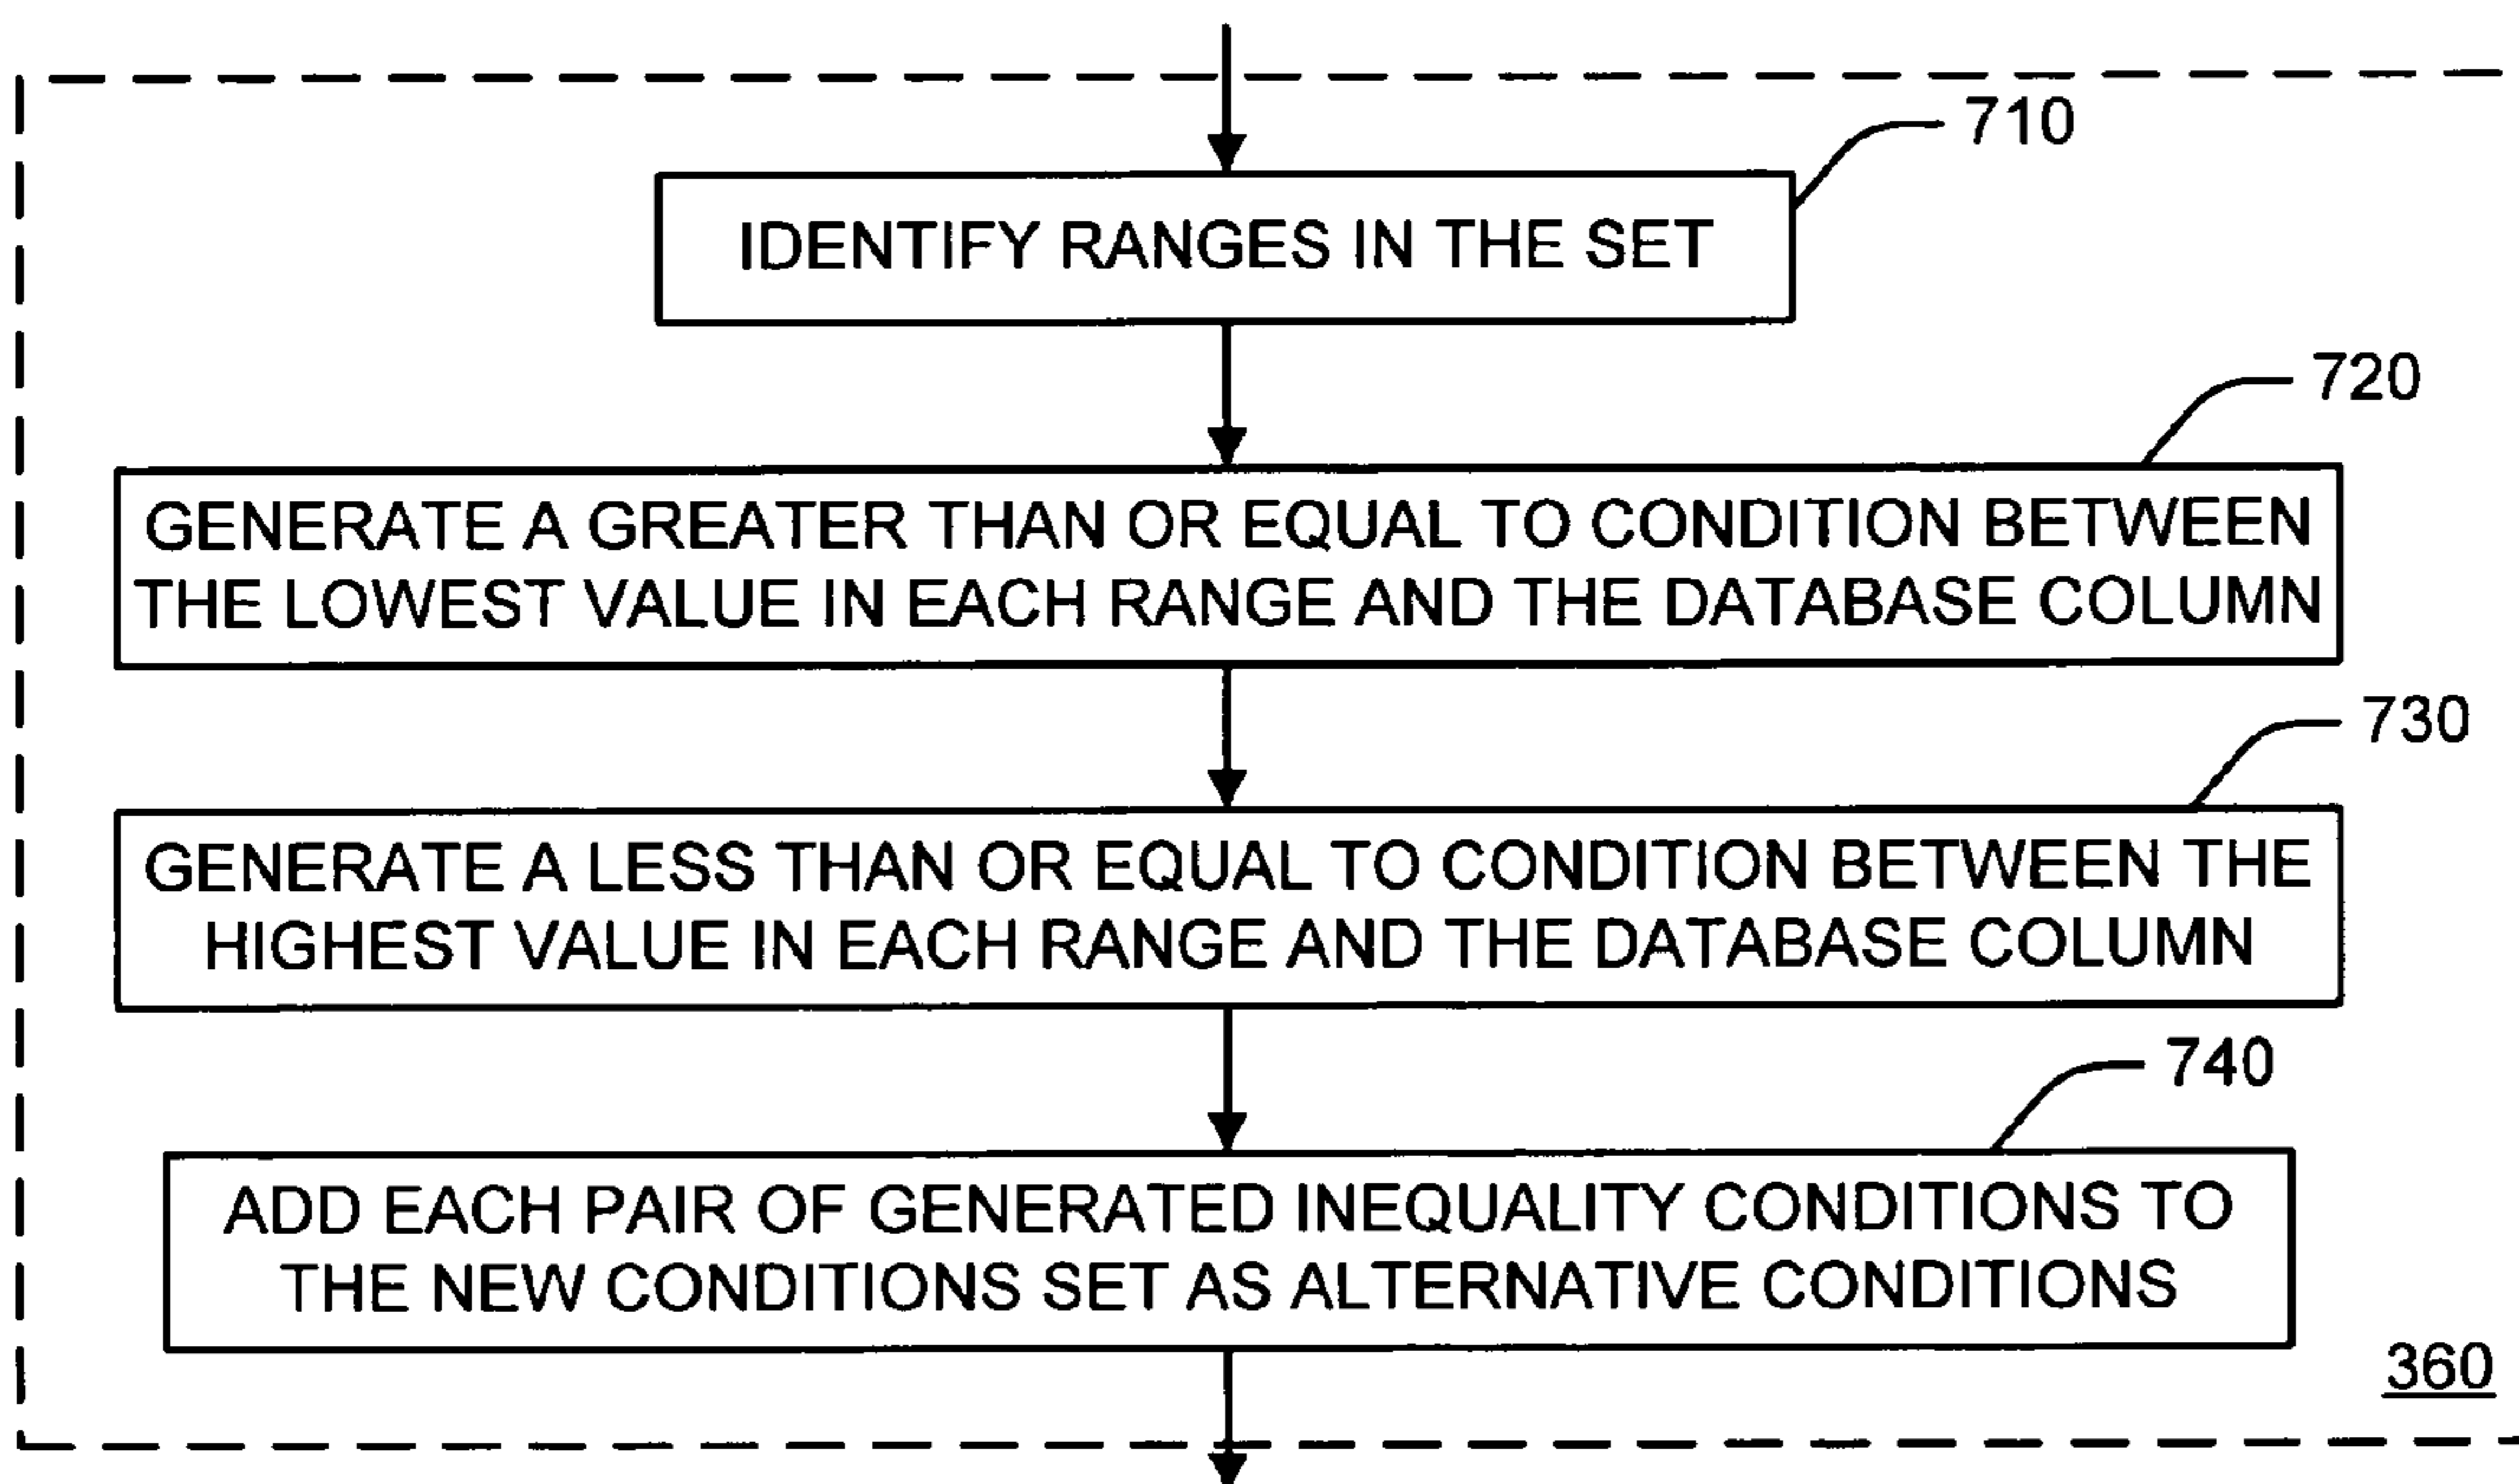 710
IDENTIFY RANGES IN THE SET
720
GENERATE A GREATER THAN OR EQUAL TO CONDITION BETWEEN
THE LOWEST VALUE IN EACH RANGE AND THE DATABASE COLUMN
730
GENERATE A LESS THAN OR EQUAL TO CONDITION BETWEEN THE
HIGHEST VALUE IN EACH RANGE AND THE DATABASE COLUMN
740
ADD EACH PAIR OF GENERATED INEQUALITY CONDITIONS TO
THE NEW CONDITIONS SET AS ALTERNATIVE CONDITIONS
360